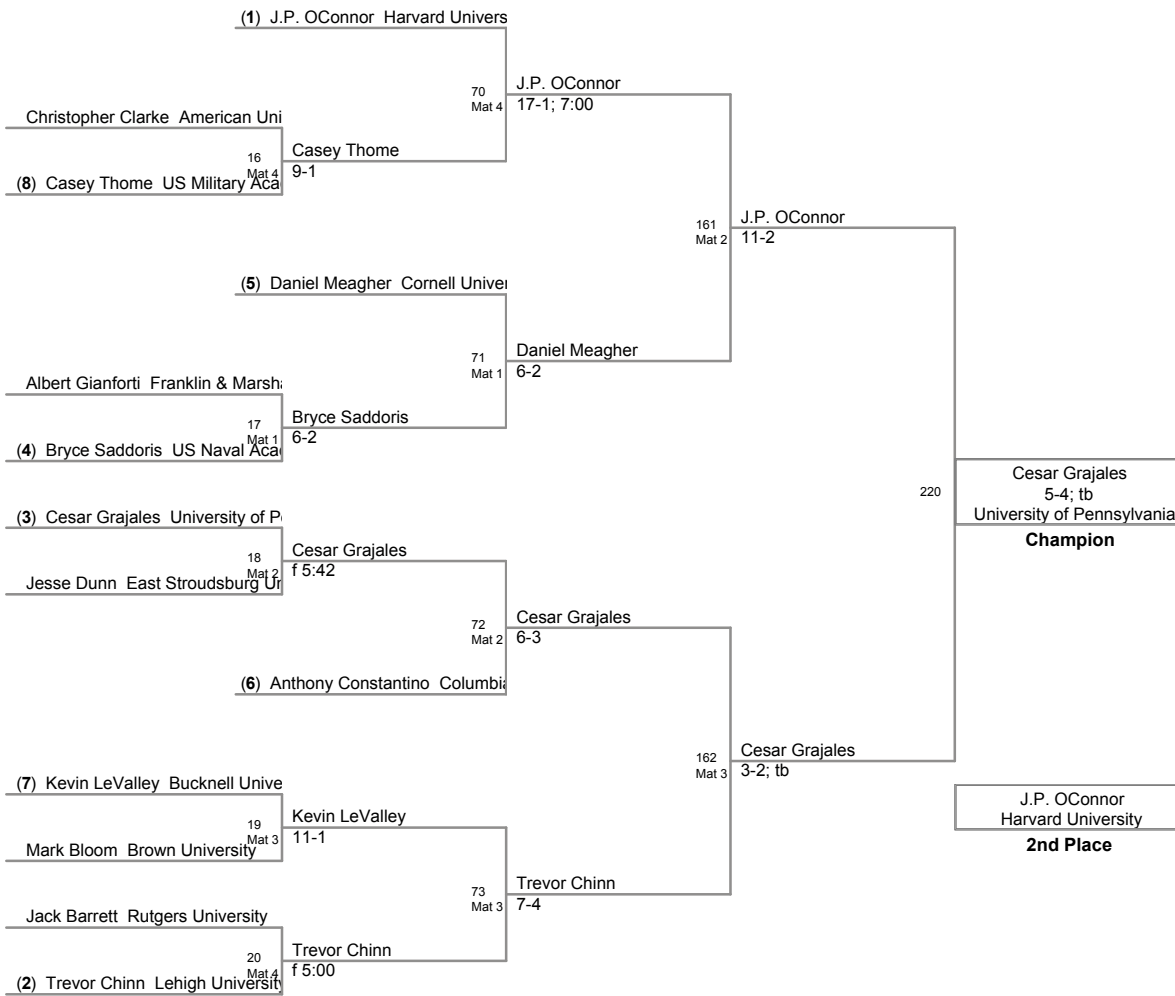 (1) J.P. OConnor Harvard Univers
70
Mat 4
J.P. OConnor
17-1; 7:00
Christopher Clarke American Uni
16
Mat 4
Casey Thome
9-1
(8) Casey Thome US Military Aca
161
Mat 2
J.P. OConnor
11-2
(5) Daniel Meagher Cornell Univer
71
Mat 1
Daniel Meagher
6-2
Albert Gianforti Franklin & Marsha
17
Mat 1
Bryce Saddoris
6-2
(4) Bryce Saddoris US Naval Acad
220
Cesar Grajales
5-4; tb
University of Pennsylvania
Champion
(3) Cesar Grajales University of P
18
Mat 2
Cesar Grajales
f 5:42
Jesse Dunn East Stroudsburg Un
72
Mat 2
Cesar Grajales
6-3
(6) Anthony Constantino Columbia
162
Mat 3
Cesar Grajales
3-2; tb
(7) Kevin LeValley Bucknell Unive
19
Mat 3
Kevin LeValley
11-1
Mark Bloom Brown University
J.P. OConnor
Harvard University
2nd Place
73
Mat 3
Trevor Chinn
7-4
Jack Barrett Rutgers University
20
Mat 4
Trevor Chinn
f 5:00
(2) Trevor Chinn Lehigh University